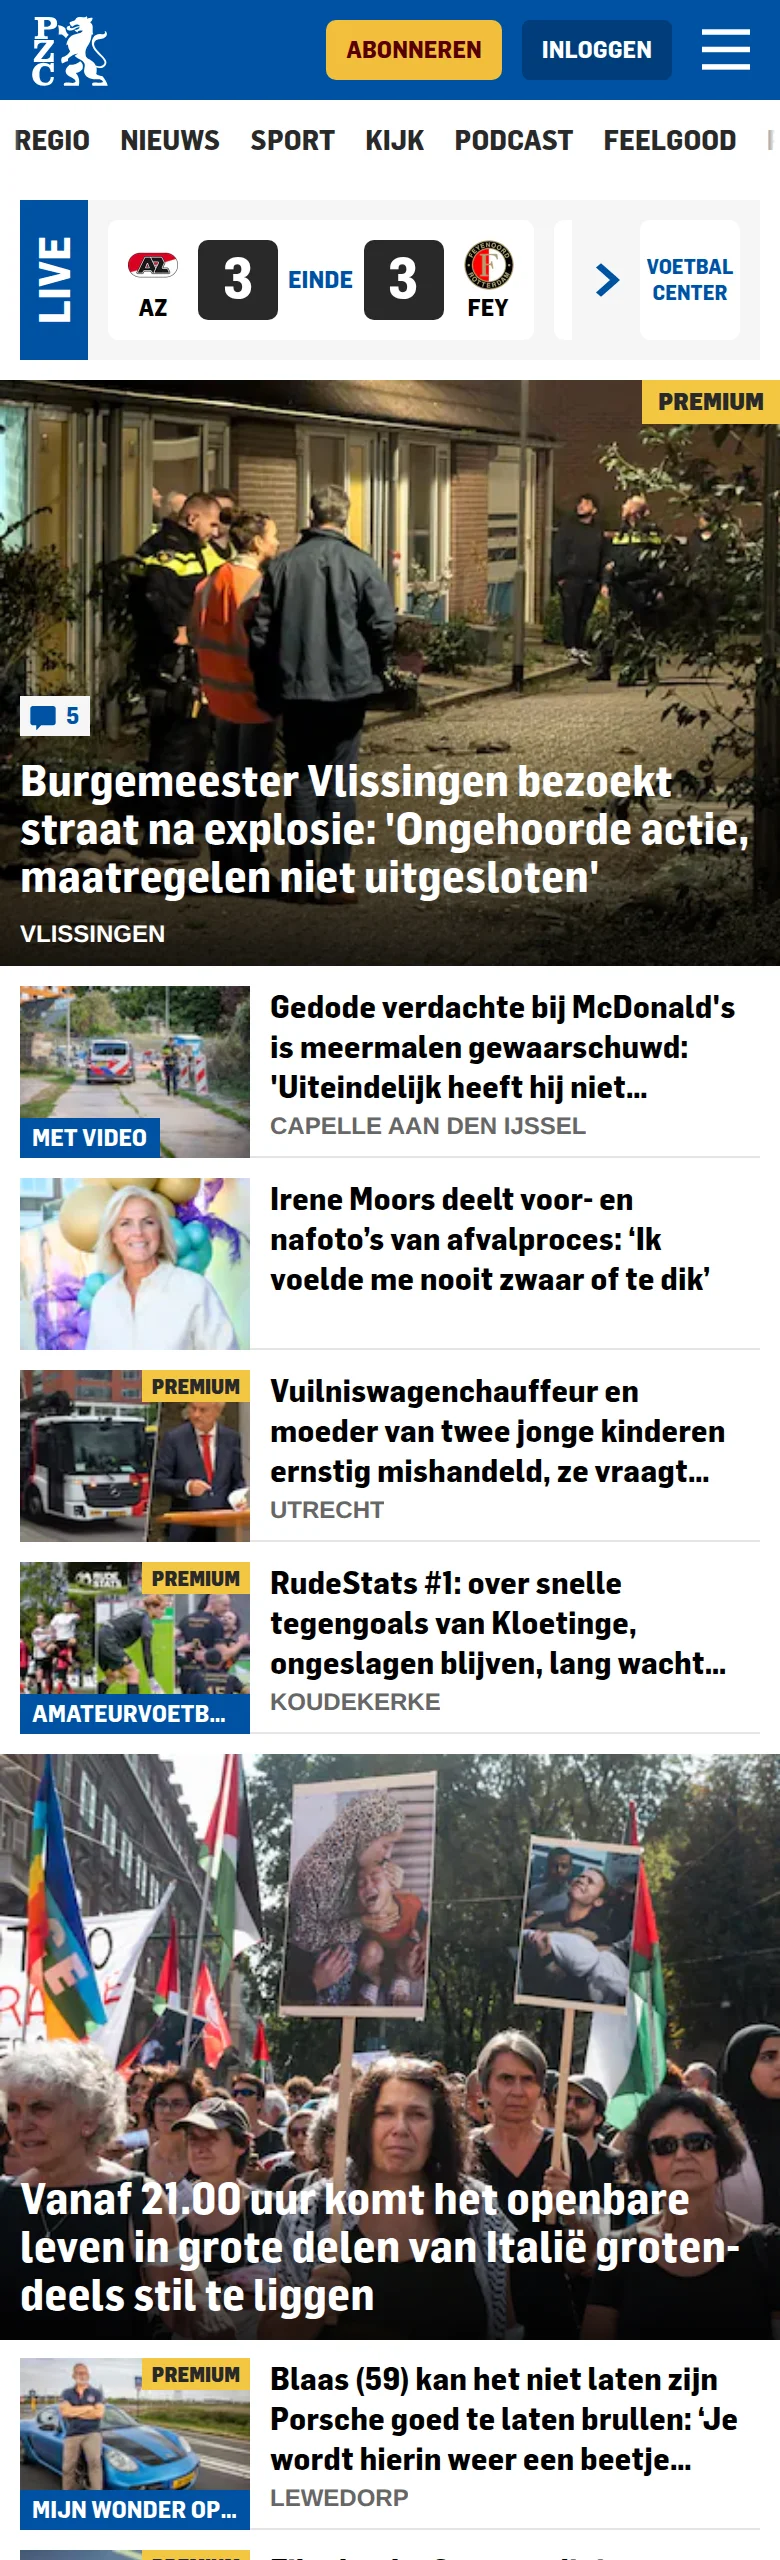 PZC
ABONNEREN
INLOGGEN
REGIO NIEUWS SPORT KIJK PODCAST FEELGOOD
LIVE
AZ
3
EINDE
3
FEY
VOETBAL
CENTER
PREMIUM
5
Burgemeester Vlissingen bezoekt
straat na explosie: 'Ongehoorde actie,
maatregelen niet uitgesloten'
VLISSINGEN
MET VIDEO
Gedode verdachte bij McDonald's
is meermalen gewaarschuwd:
'Uiteindelijk heeft hij niet...
CAPELLE AAN DEN IJSSEL
Irene Moors deelt voor- en
nafoto’s van afvalproces: ‘Ik
voelde me nooit zwaar of te dik’
PREMIUM
Vuilniswagenchauffeur en
moeder van twee jonge kinderen
ernstig mishandeld, ze vraagt...
UTRECHT
PREMIUM
AMATEURVOETB...
RudeStats #1: over snelle
tegengoals van Kloetinge,
ongeslagen blijven, lang wacht...
KOUDEKERKE
Vanaf 21.00 uur komt het openbare
leven in grote delen van Italië groten-
deels stil te liggen
PREMIUM
MIJN WONDER OP...
Blaas (59) kan het niet laten zijn
Porsche goed te laten brullen: ‘Je
wordt hierin weer een beetje...
LEWEDORP